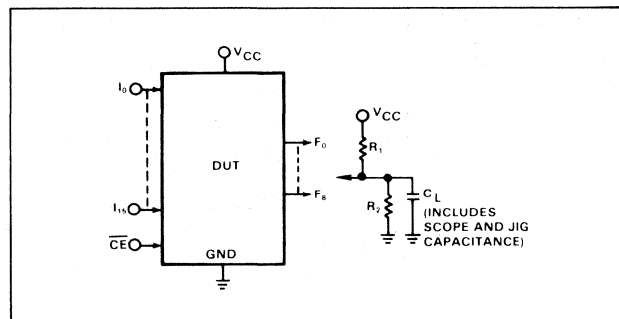 VCC
I0
F0
VCC
R1
DUT
F8
CL
R2
(INCLUDES
SCOPE AND JIG
CAPACITANCE)
I15
CE
GND